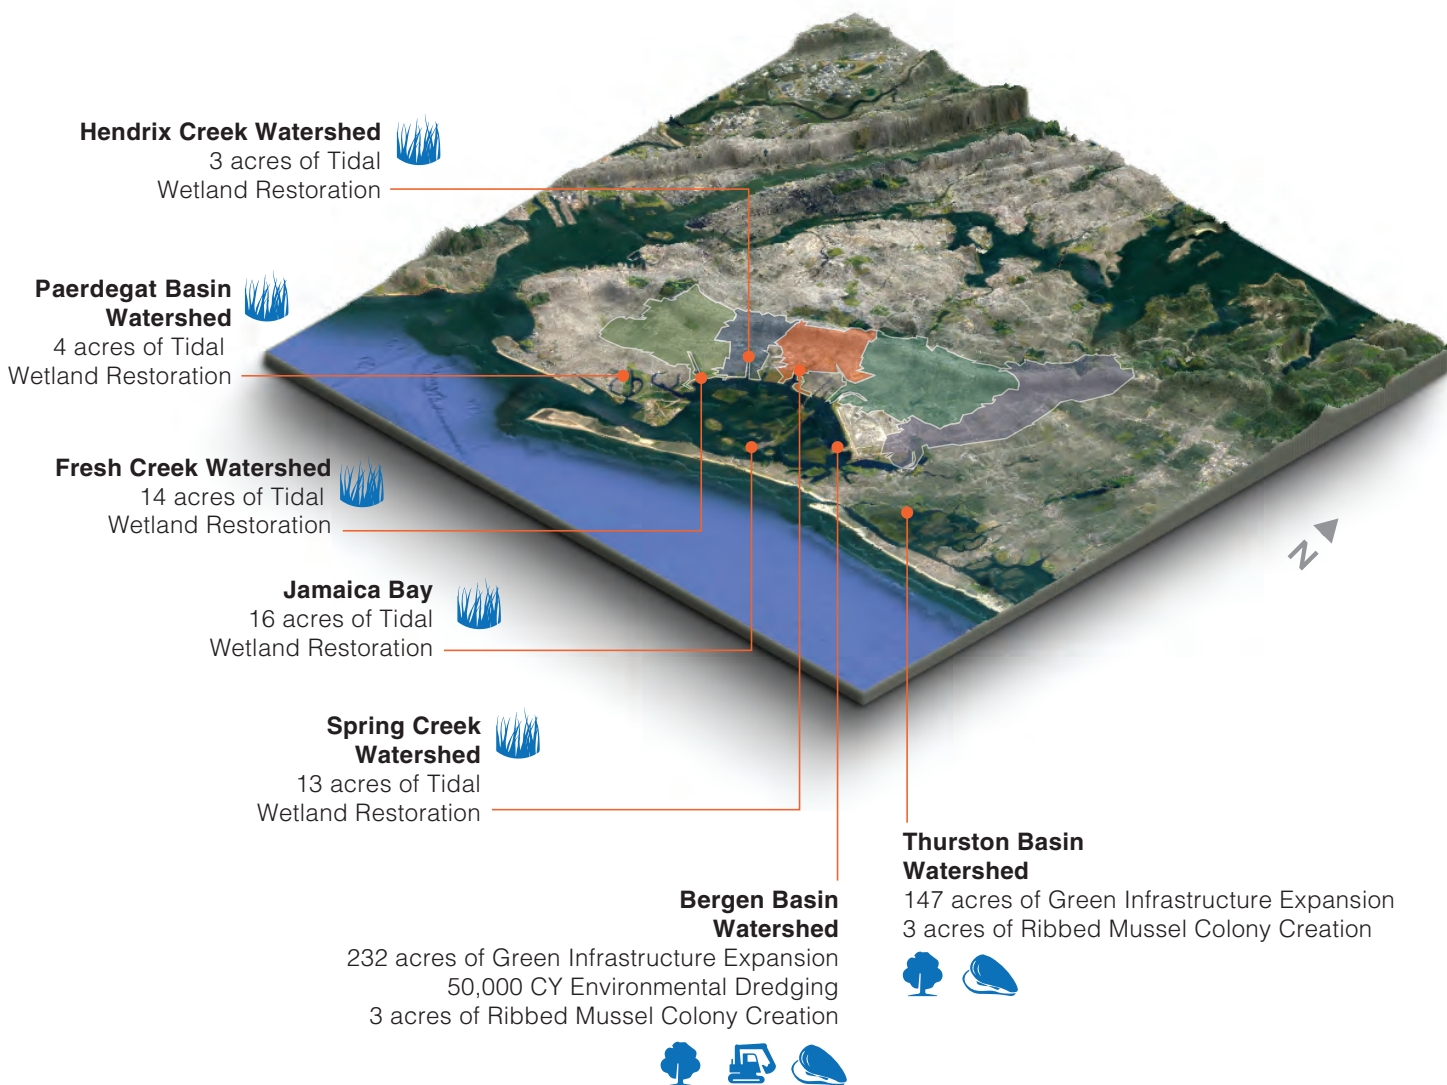 Hendrix Creek Watershed
3 acres of Tidal
Wetland Restoration
Paerdegat Basin
Watershed
4 acres of Tidal
Wetland Restoration
Fresh Creek Watershed
14 acres of Tidal
Wetland Restoration
Jamaica Bay
16 acres of Tidal
Wetland Restoration
Spring Creek
Watershed
13 acres of Tidal
Wetland Restoration
Bergen Basin
Watershed
232 acres of Green Infrastructure Expansion
50,000 CY Environmental Dredging
3 acres of Ribbed Mussel Colony Creation
Thurston Basin
Watershed
147 acres of Green Infrastructure Expansion
3 acres of Ribbed Mussel Colony Creation
N